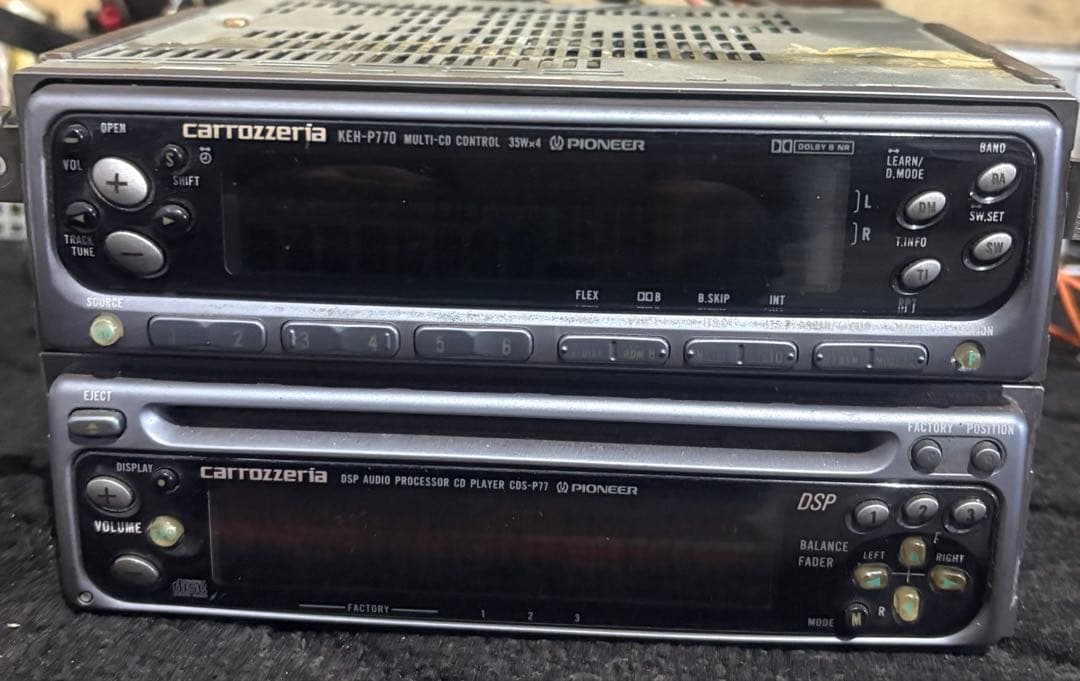 OPEN
carrozzeria KEH-P770 MULTI-CD CONTROL 35W×4 PIONEER
DOLBY B NR
BAND
LEARN/
D.MODE
VOL
+
S
SHIFT
BA
DM
L
SW.SET
TRACK
TUNE
−
R
T.INFO
SW
TI
FLEX
B
B.SKIP
INT
RPT
SOURCE
2
3
4
5
6
F
EJECT
FACTORY POSITION
DISPLAY
carrozzeria DSP AUDIO PROCESSOR CD PLAYER CDS-P77 PIONEER
DSP
1
2
3
+
VOLUME
BALANCE
FADER
F
LEFT
RIGHT
−
disc
FACTORY
1
2
3
MODE
M
R